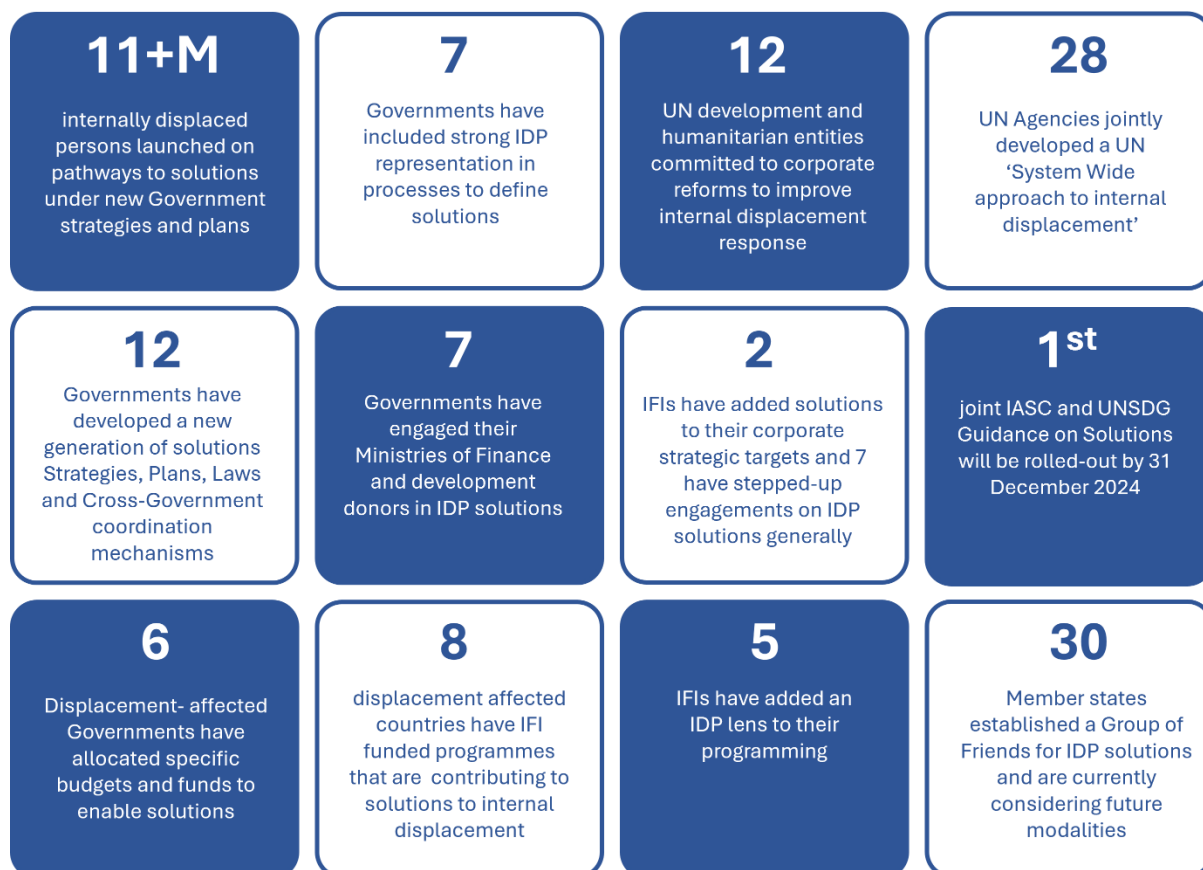 11+M
internally displaced
persons launched on
pathways to solutions
under new Government
strategies and plans
7
Governments have
included strong IDP
representation in
processes to define
solutions
12
UN development and
humanitarian entities
committed to corporate
reforms to improve
internal displacement
response
28
UN Agencies jointly
developed a UN
‘System Wide
approach to internal
displacement’
12
Governments have
developed a new
generation of solutions
Strategies, Plans, Laws
and Cross-Government
coordination
mechanisms
7
Governments have
engaged their
Ministries of Finance
and development
donors in IDP solutions
2
IFIs have added solutions
to their corporate
strategic targets and 7
have stepped-up
engagements on IDP
solutions generally
1st
joint IASC and UNSDG
Guidance on Solutions
will be rolled-out by 31
December 2024
6
Displacement- affected
Governments have
allocated specific
budgets and funds to
enable solutions
8
displacement affected
countries have IFI
funded programmes
that are contributing to
solutions to internal
displacement
5
IFIs have added an
IDP lens to their
programming
30
Member states
established a Group of
Friends for IDP solutions
and are currently
considering future
modalities